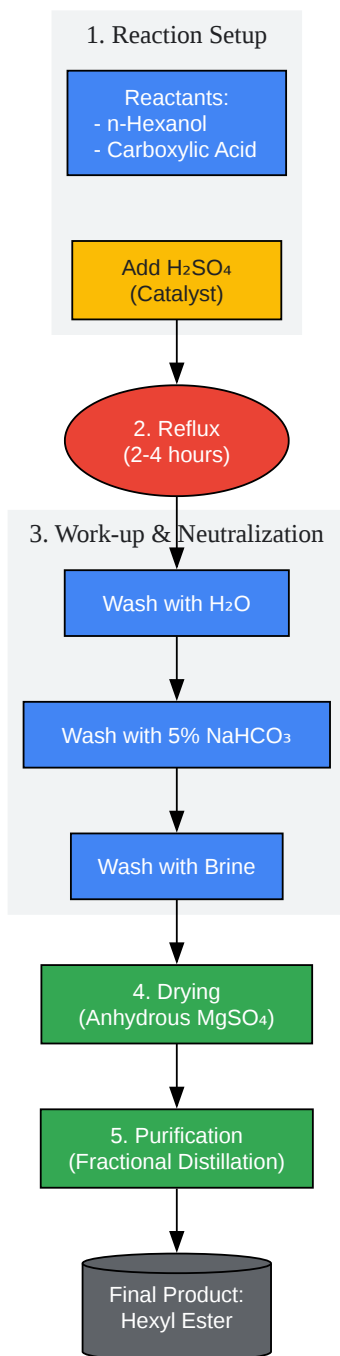 1. Reaction Setup
Reactants:
- n-Hexanol
- Carboxylic Acid
Add H₂SO₄
(Catalyst)
2. Reflux
(2-4 hours)
3. Work-up & Neutralization
Wash with H₂O
Wash with 5% NaHCO₃
Wash with Brine
4. Drying
(Anhydrous MgSO₄)
5. Purification
(Fractional Distillation)
Final Product:
Hexyl Ester